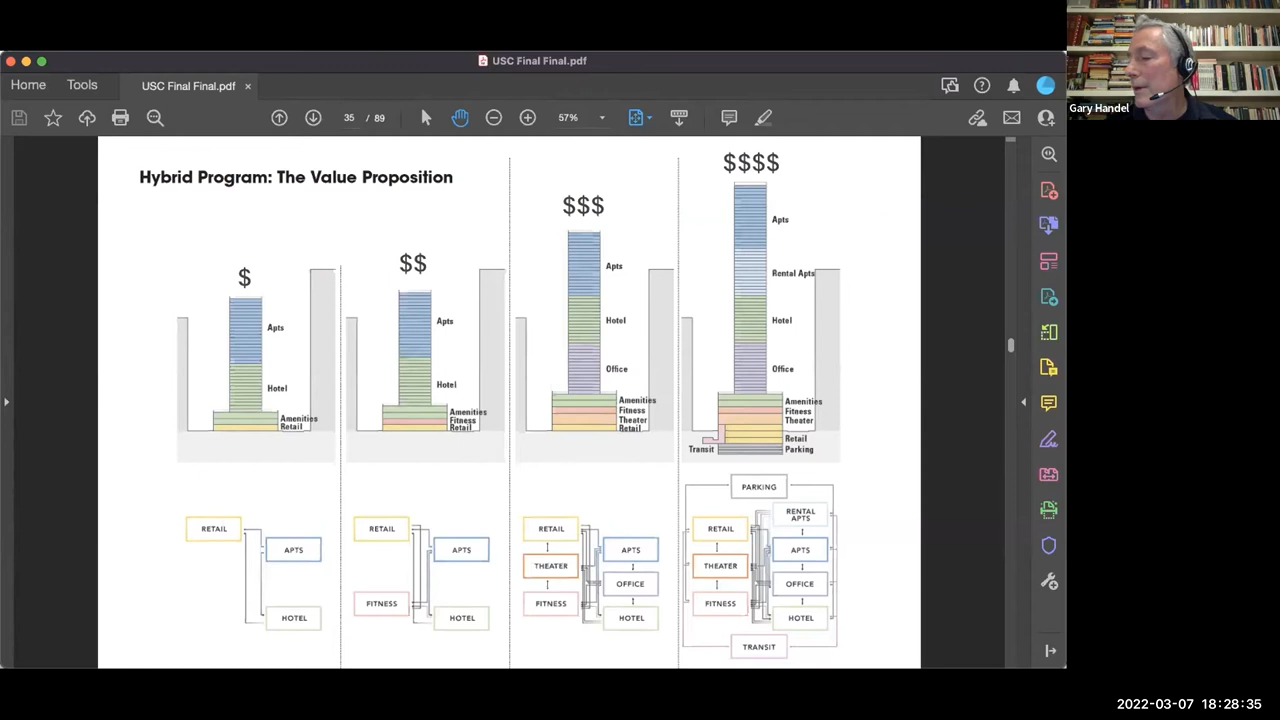 Gary Handel
USC Final Final.pdf
Home
Tools
USC Final Final.pdf ×
35 / 89
57%
Hybrid Program: The Value Proposition
$
Apts
Hotel
Amenities
Retail
$$
Apts
Hotel
Amenities
Fitness
Retail
$$$
Apts
Hotel
Office
Amenities
Fitness
Theater
Retail
$$$$
Apts
Rental Apts
Hotel
Office
Amenities
Fitness
Theater
Retail
Transit
Parking
RETAIL
APTS
HOTEL
RETAIL
APTS
FITNESS
HOTEL
RETAIL
APTS
THEATER
OFFICE
FITNESS
HOTEL
PARKING
RENTAL
APTS
RETAIL
APTS
THEATER
OFFICE
FITNESS
HOTEL
TRANSIT
2022-03-07 18:28:35